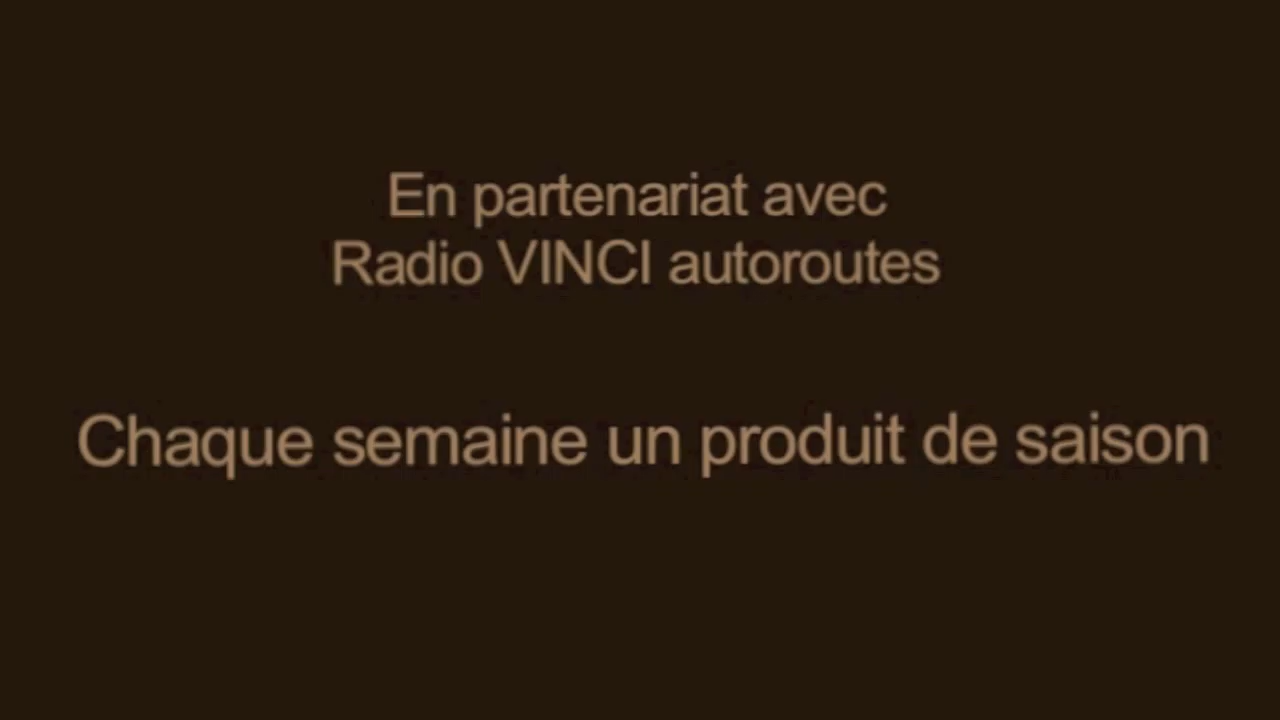 En partenariat avec
Radio VINCI autoroutes
Chaque semaine un produit de saison